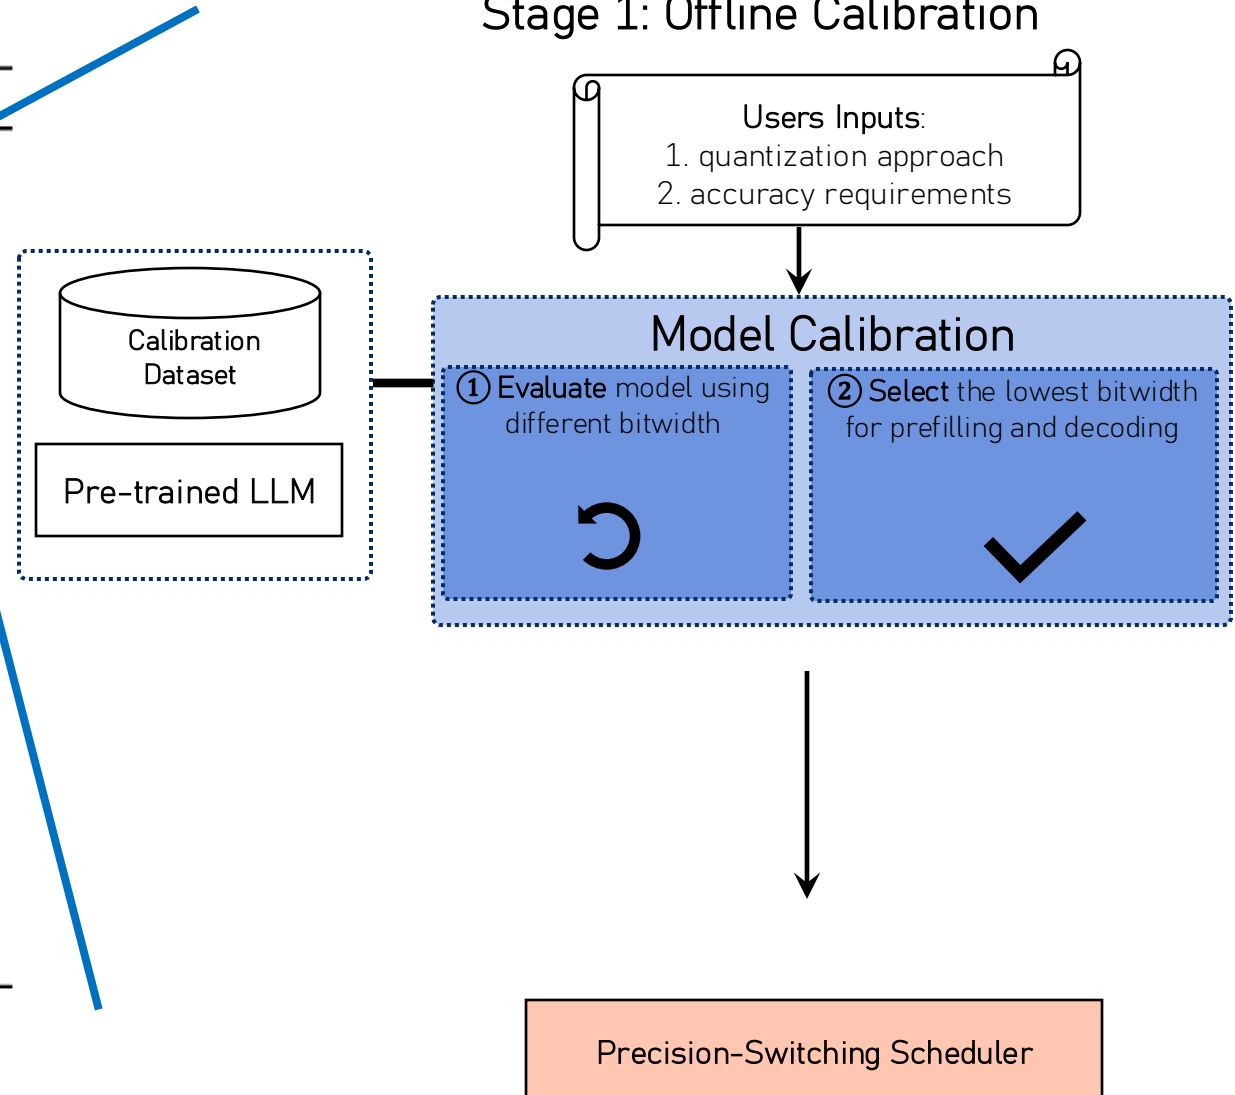 Stage 1: Offline Calibration
Users Inputs:
1. quantization approach
2. accuracy requirements
Calibration
Dataset
Pre-trained LLM
Model Calibration
① Evaluate model using
different bitwidth
② Select the lowest bitwidth
for prefilling and decoding
Precision-Switching Scheduler